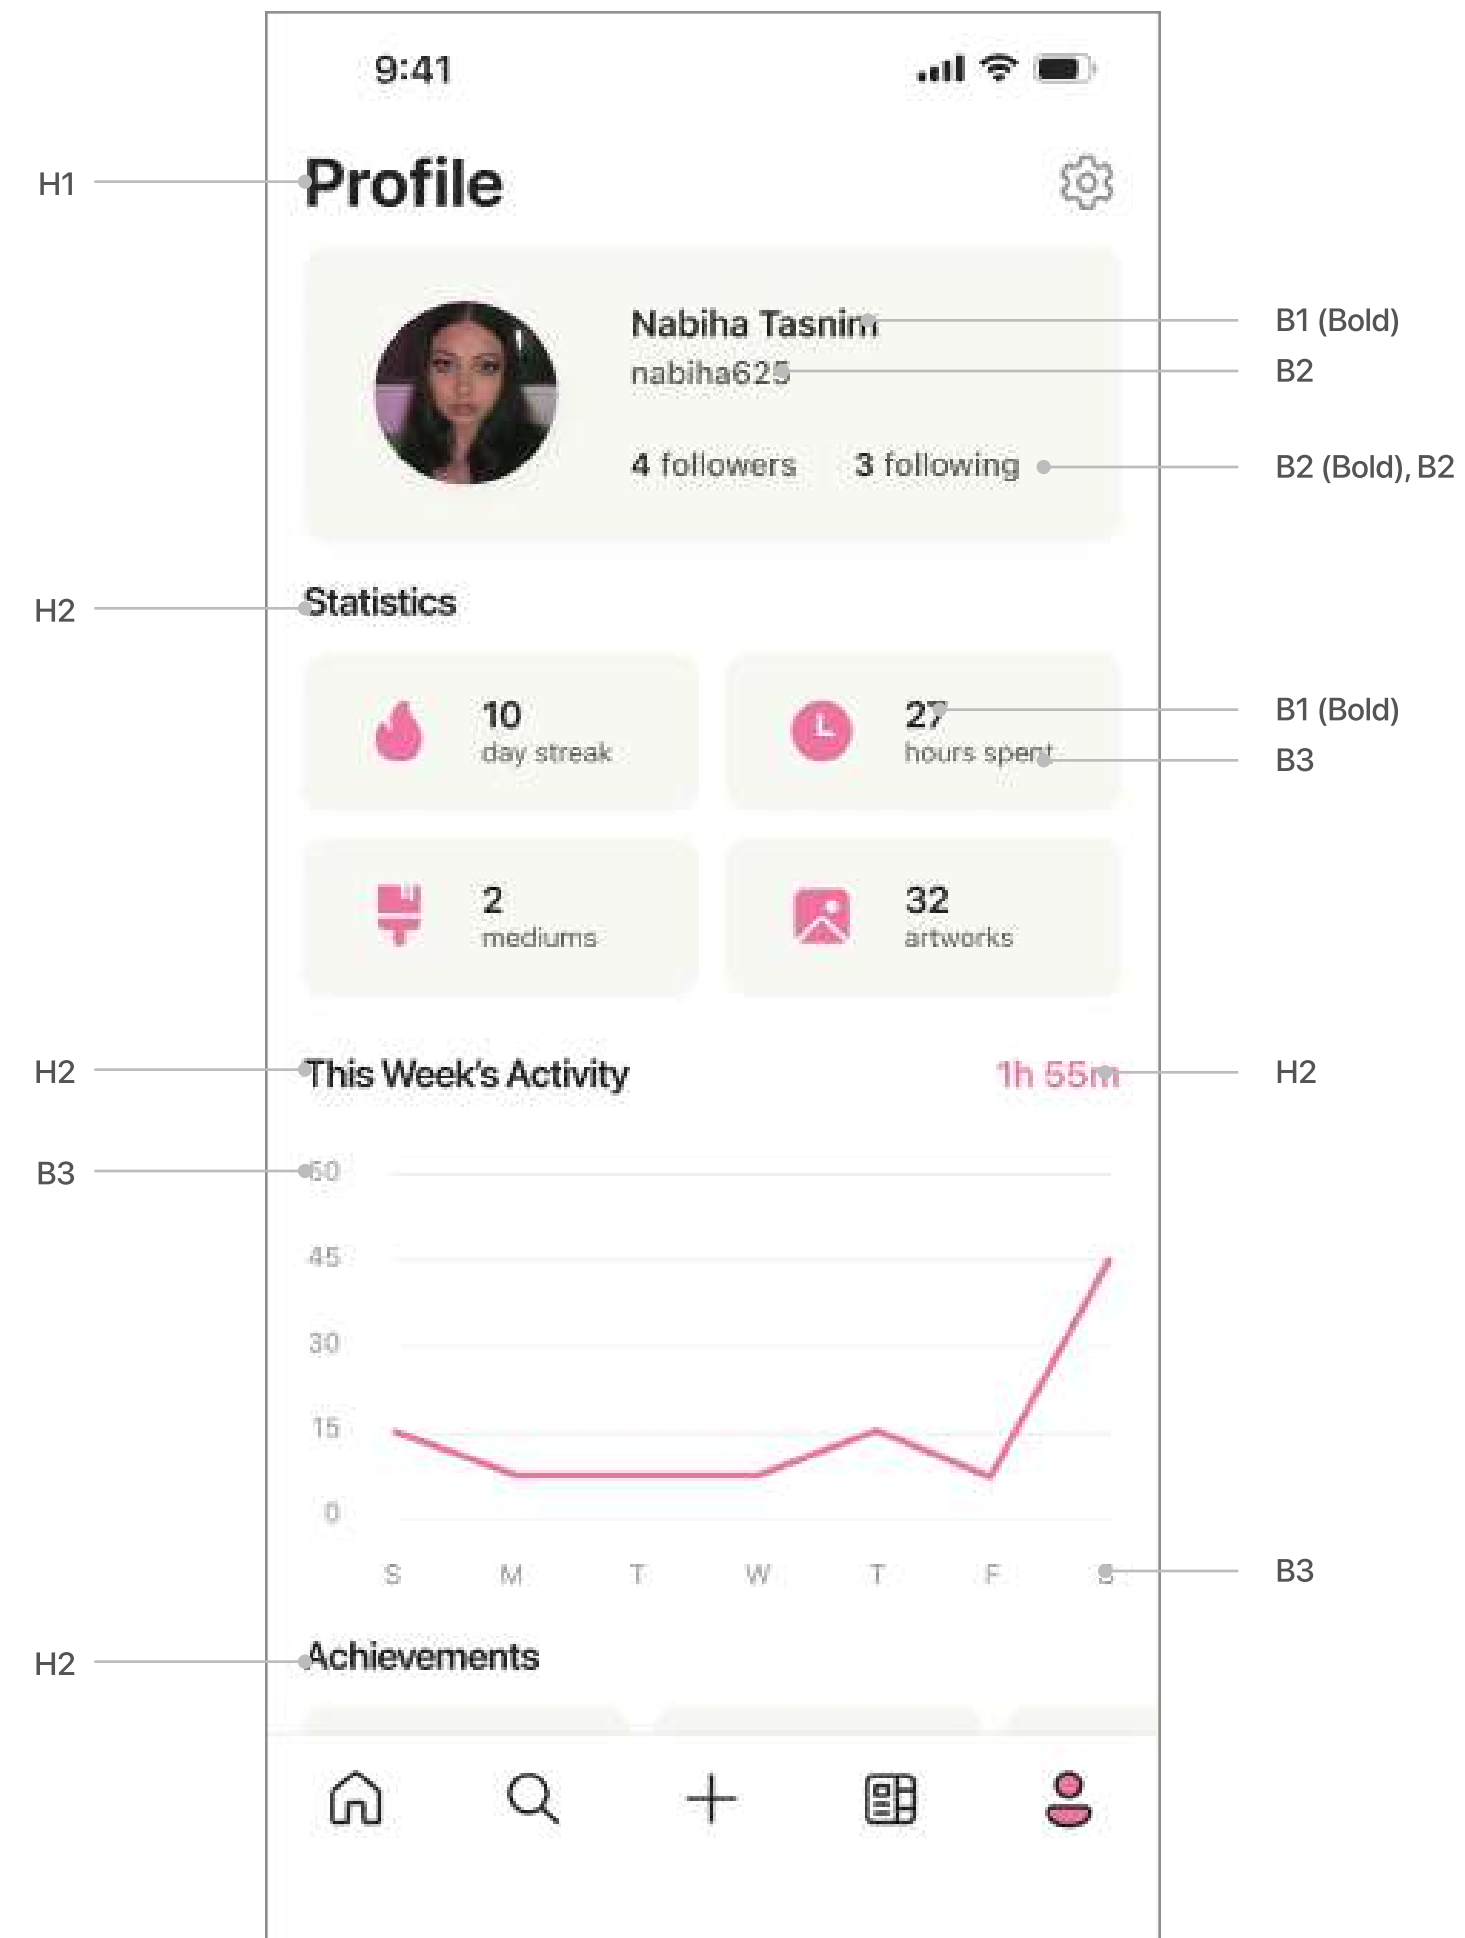 9:41
H1 Profile
Nabiha Tasnim B1 (Bold)
nabiha625 B2
4 followers 3 following B2 (Bold), B2
H2 Statistics
10 27 B1 (Bold)
day streak hours spent B3
2 32
mediums artworks
H2 This Week's Activity 1h 55m H2
B3 60
45
30
15
0
S M T W T F S B3
H2 Achievements